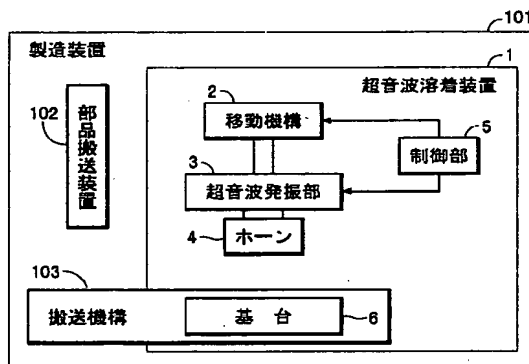 101
製造装置
1
超音波溶着装置
2
移動機構
102
部品搬送装置
5
制御部
3
超音波発振部
4
ホーン
103
搬送機構
基台
6